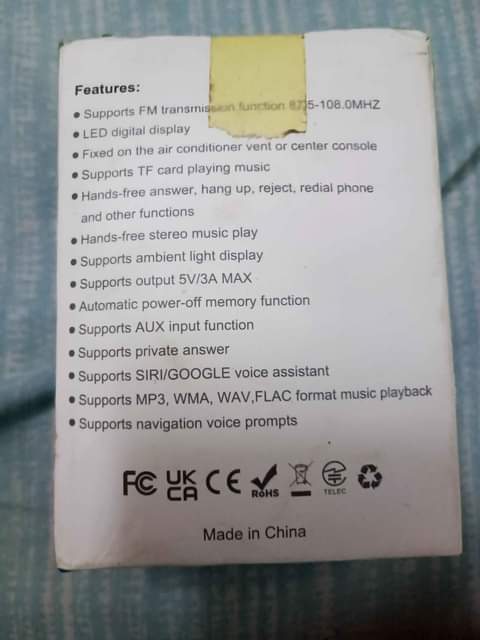 Features:
• Supports FM transmission function 87.5-108.0MHZ
• LED digital display
• Fixed on the air conditioner vent or center console
• Supports TF card playing music
• Hands-free answer, hang up, reject, redial phone
and other functions
• Hands-free stereo music play
• Supports ambient light display
• Supports output 5V/3A MAX
• Automatic power-off memory function
• Supports AUX input function
• Supports private answer
• Supports SIRI/GOOGLE voice assistant
• Supports MP3, WMA, WAV,FLAC format music playback
• Supports navigation voice prompts
FC UK CA CE RoHS TELEC
Made in China